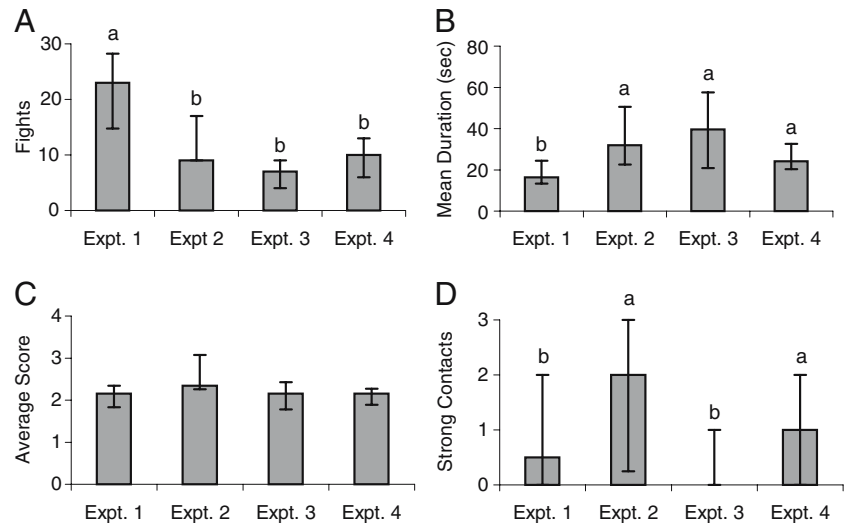 A
30
20
10
0
Fights
a
b
b
b
Expt. 1
Expt 2
Expt. 3
Expt. 4
B
80
60
40
20
0
Mean Duration (sec)
b
a
a
a
Expt. 1
Expt. 2
Expt. 3
Expt. 4
C
4
3
2
1
0
Average Score
Expt. 1
Expt. 2
Expt. 3
Expt. 4
D
3
2
1
0
Strong Contacts
b
a
b
a
Expt. 1
Expt. 2
Expt. 3
Expt. 4